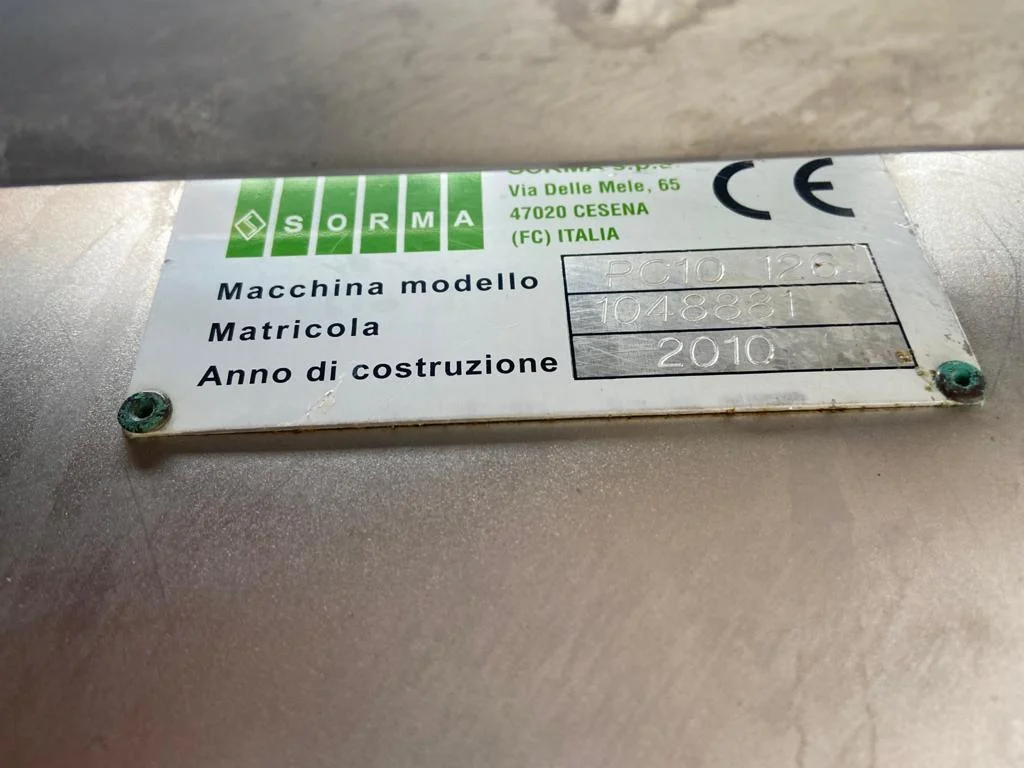 SORMA
SORMA s.p.a.
Via Delle Mele, 65
47020 CESENA
(FC) ITALIA
CE
Macchina modello PC10 126
Matricola 1048881
Anno di costruzione 2010